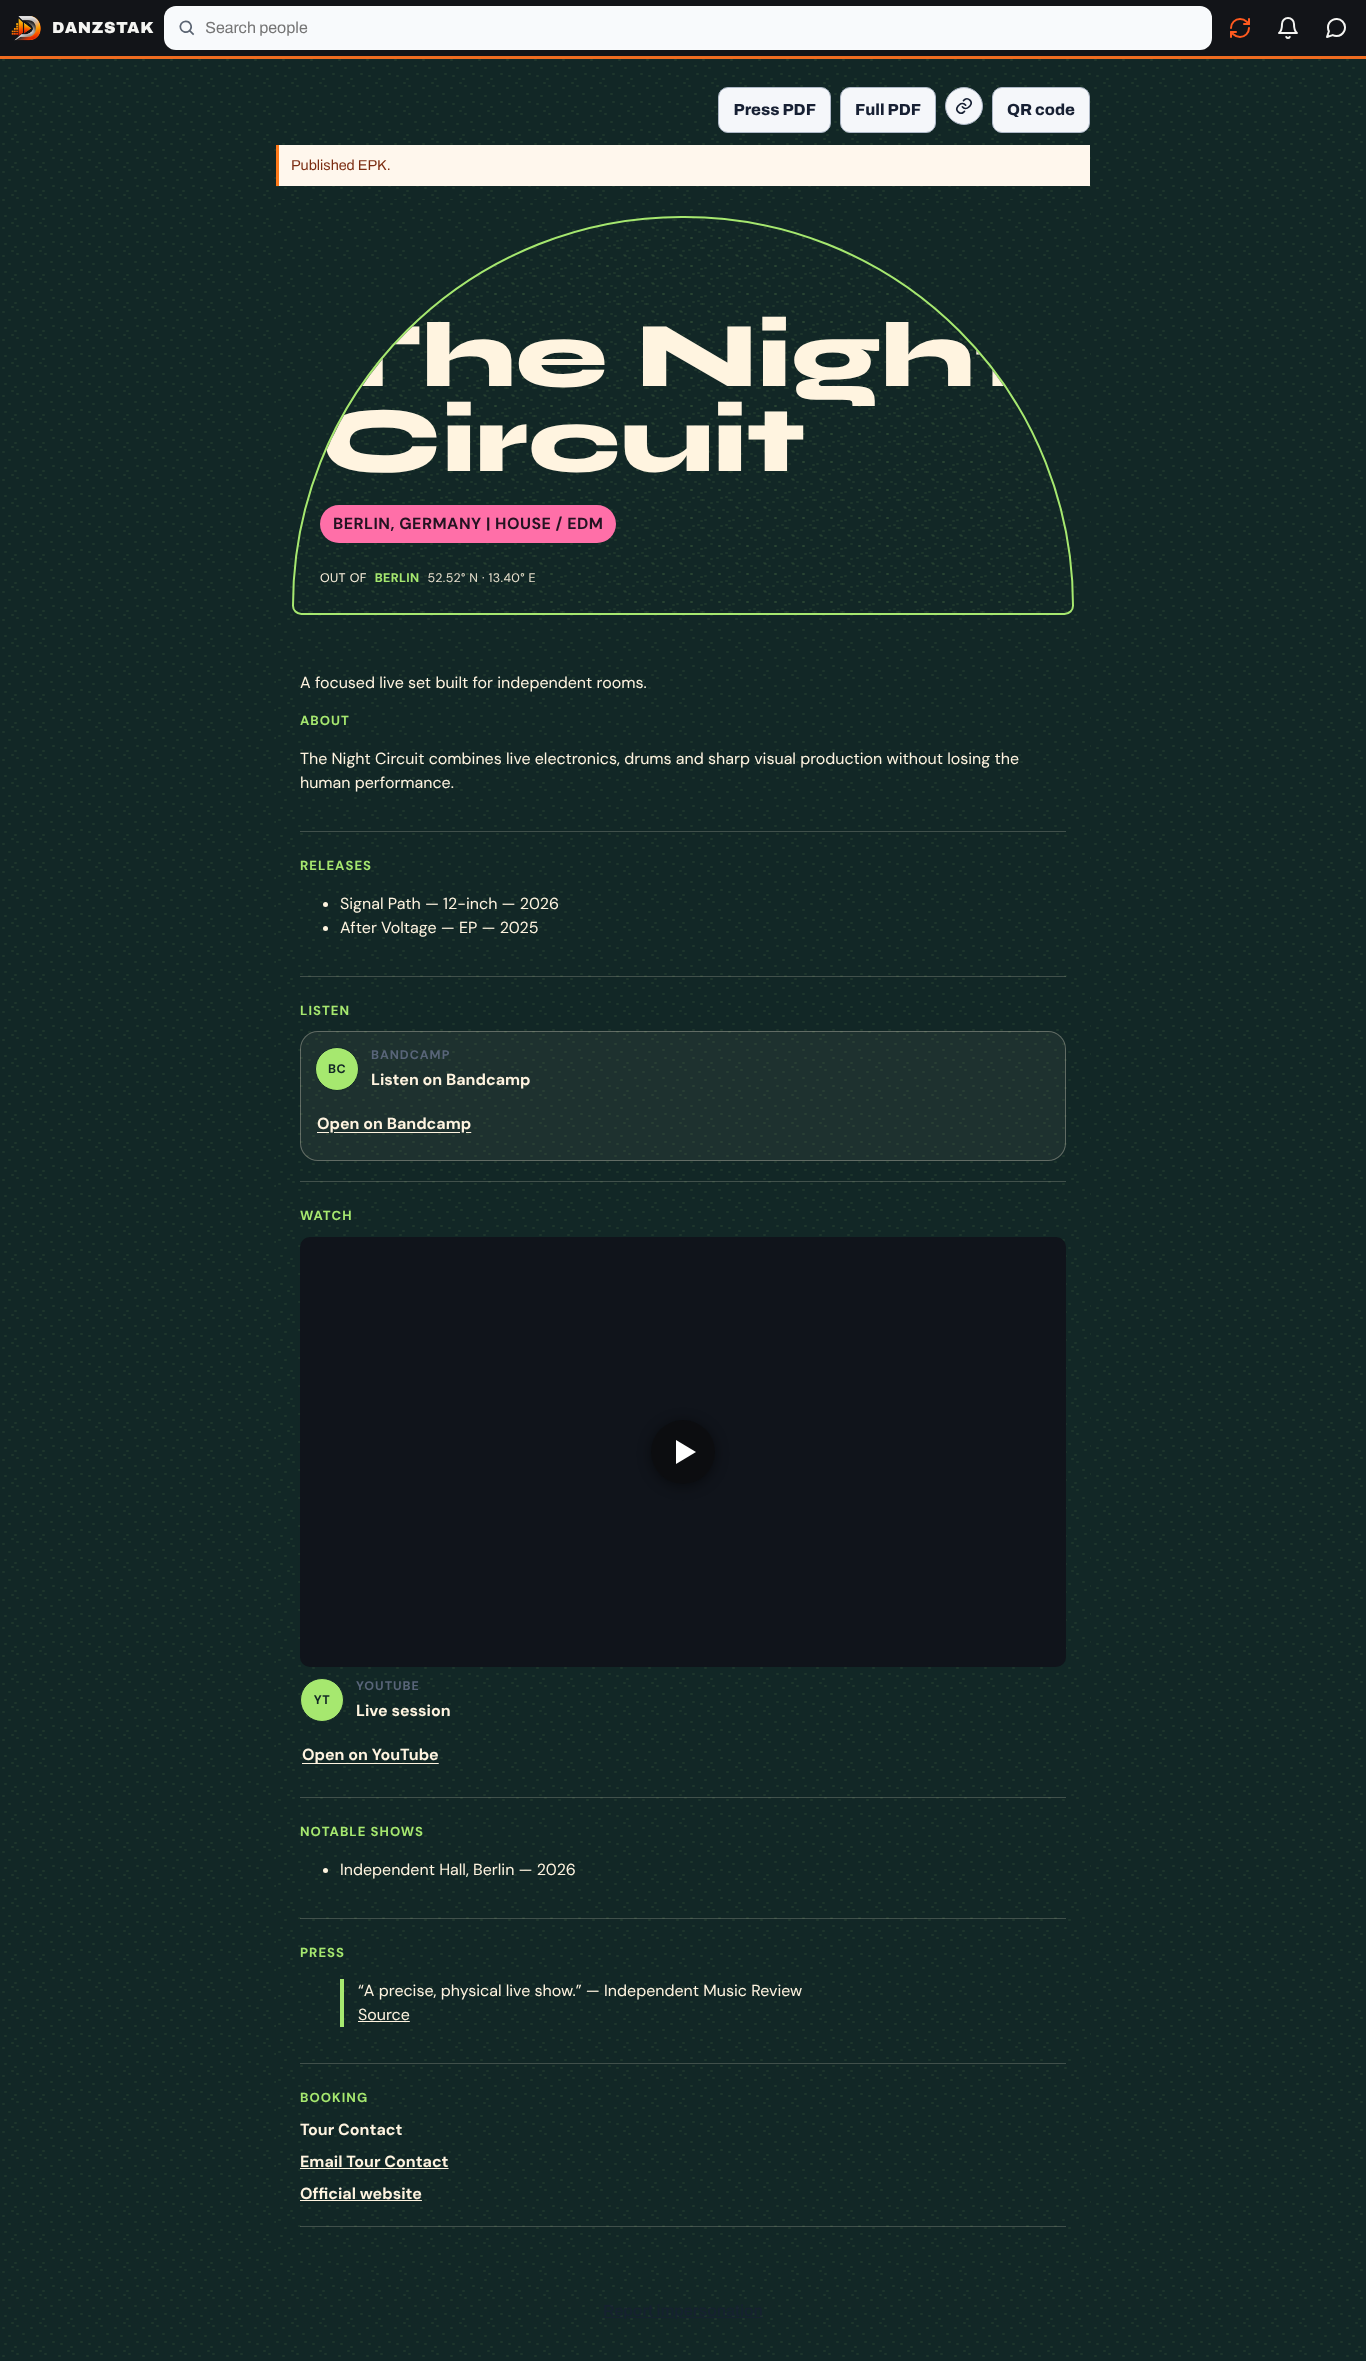 DANZSTAK
Search people
Press PDF
Full PDF
QR code
Published EPK.
The Night
Circuit
BERLIN, GERMANY | HOUSE / EDM
OUT OF BERLIN 52.52° N · 13.40° E
A focused live set built for independent rooms.
ABOUT
The Night Circuit combines live electronics, drums and sharp visual production without losing the
human performance.
RELEASES
• Signal Path — 12-inch — 2026
• After Voltage — EP — 2025
LISTEN
BC
BANDCAMP
Listen on Bandcamp
Open on Bandcamp
WATCH
YT
YOUTUBE
Live session
Open on YouTube
NOTABLE SHOWS
• Independent Hall, Berlin — 2026
PRESS
“A precise, physical live show.” — Independent Music Review
Source
BOOKING
Tour Contact
Email Tour Contact
Official website